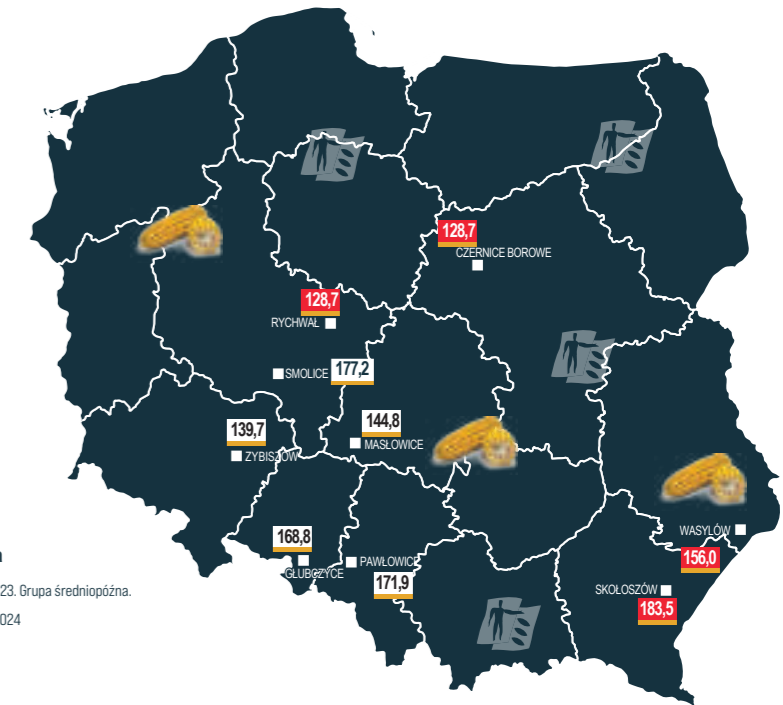 128,7
CZERNICE BOROWE
128,7
RYCHWAŁ
SMOLICE 177,2
139,7
ZYBISZÓW
144,8
MASŁOWICE
168,8
GŁUBCZYCE
PAWŁOWICE
171,9
WASYLÓW
156,0
SKOŁOSZÓW
183,5
23. Grupa średniopóźna.
024